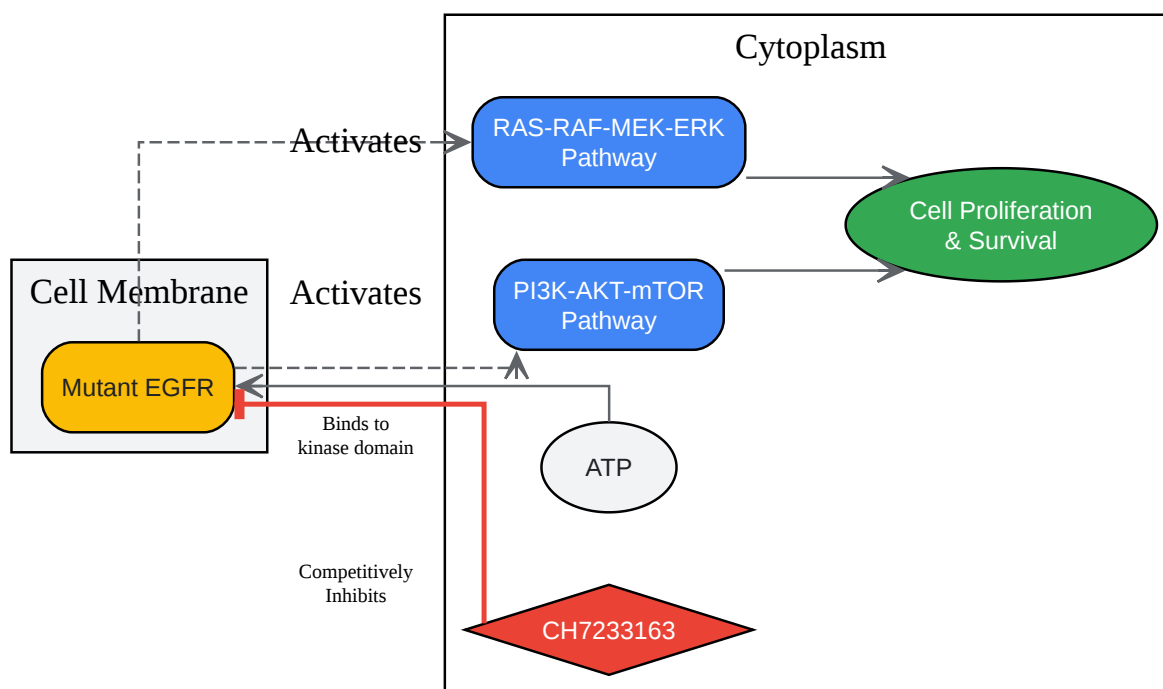 Cytoplasm
Activates
RAS-RAF-MEK-ERK
Pathway
Cell Proliferation
& Survival
Cell Membrane
Activates
PI3K-AKT-mTOR
Pathway
Mutant EGFR
Binds to
kinase domain
ATP
Competitively
Inhibits
CH7233163